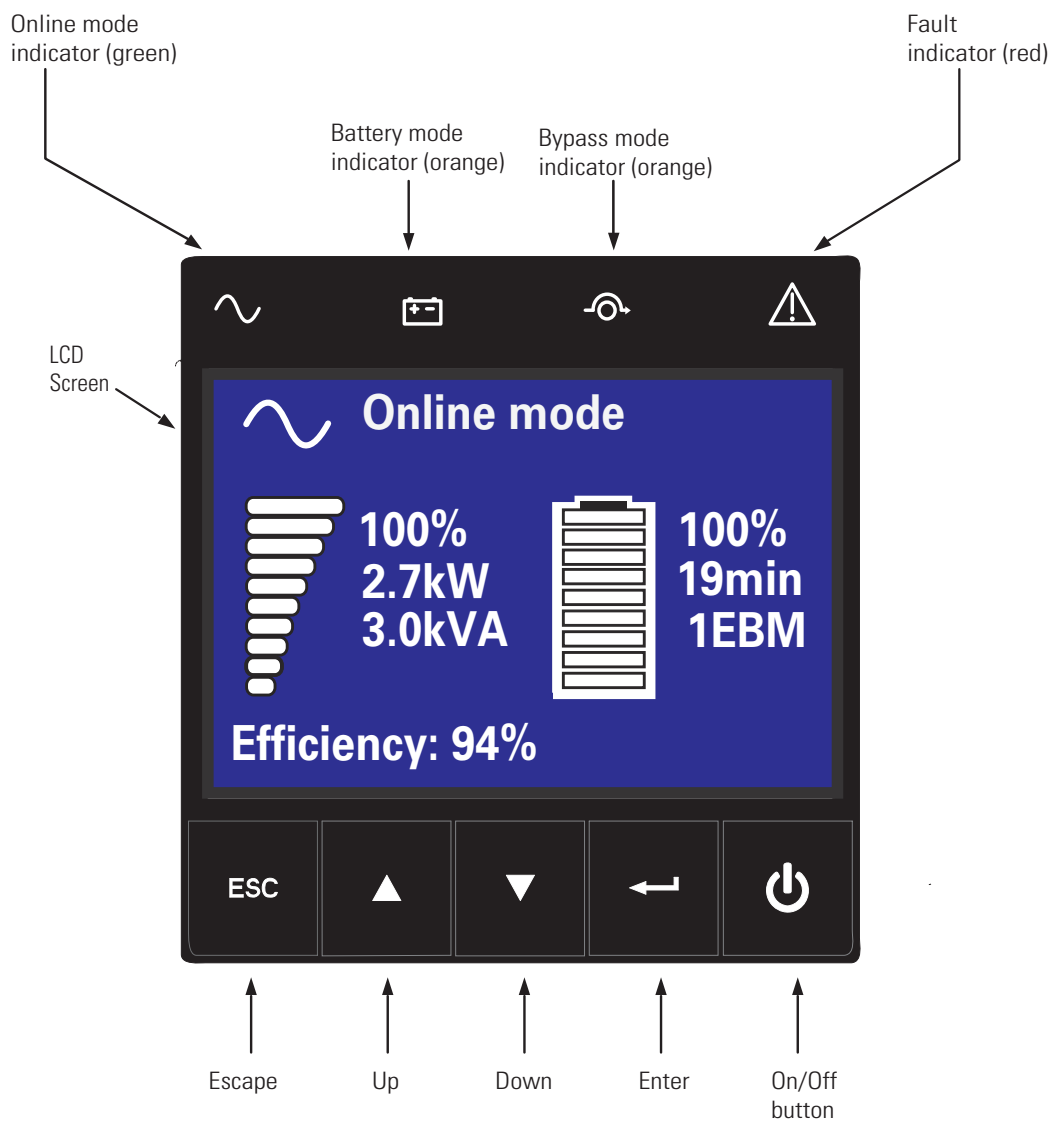 Online mode
indicator (green)
Fault
indicator (red)
Battery mode
indicator (orange)
Bypass mode
indicator (orange)
LCD
Screen
Online mode
100%
2.7kW
3.0kVA
100%
19min
1EBM
Efficiency: 94%
ESC
Escape
Up
Down
Enter
On/Off
button